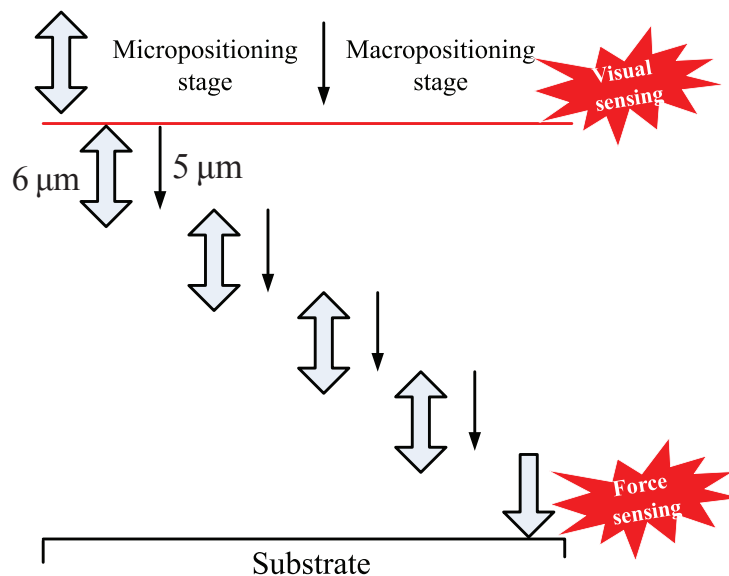 Micropositioning
stage
Macropositioning
stage
Visual
sensing
6 μm
5 μm
Force
sensing
Substrate